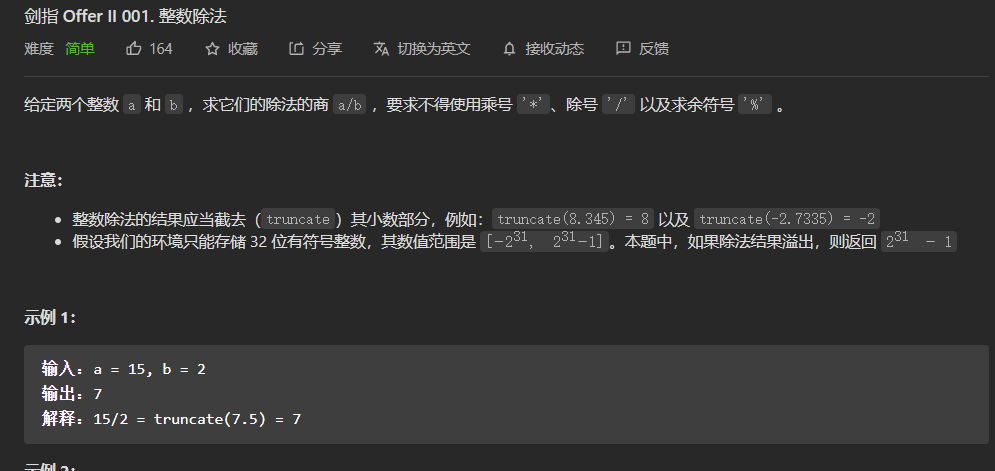 剑指 Offer II 001. 整数除法
难度 简单 164 收藏 分享 切换为英文 接收动态 反馈
给定两个整数 a 和 b ，求它们的除法的商 a/b ，要求不得使用乘号 '*'、除号 '/' 以及求余符号 '%' 。
注意：
• 整数除法的结果应当截去（truncate）其小数部分，例如：truncate(8.345) = 8 以及 truncate(-2.7335) = -2
• 假设我们的环境只能存储 32 位有符号整数，其数值范围是 [-2³¹, 2³¹-1]。本题中，如果除法结果溢出，则返回 2³¹ - 1
示例 1：
输入：a = 15, b = 2
输出：7
解释：15/2 = truncate(7.5) = 7
示例 2：